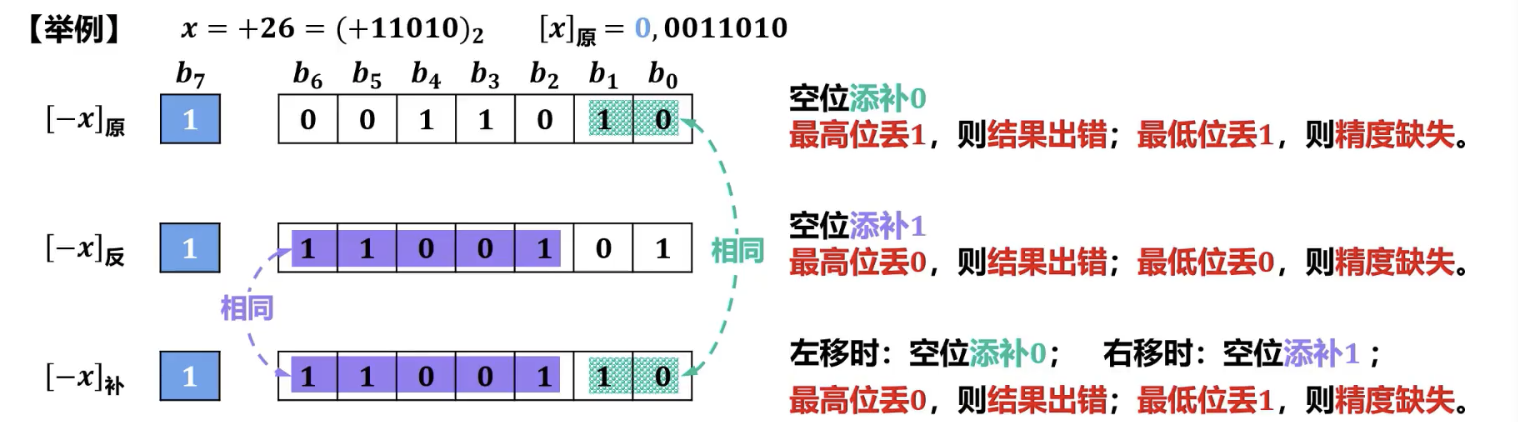 【举例】 x = +26 = (+11010)₂ [x]原 = 0,0011010
b₇ b₆ b₅ b₄ b₃ b₂ b₁ b₀
[−x]原 1 0 0 1 1 0 1 0
空位添补0
最高位丢1，则结果出错；最低位丢1，则精度缺失。
[−x]反 1 1 1 0 0 1 0 1
相同
空位添补1
最高位丢0，则结果出错；最低位丢0，则精度缺失。
相同
[−x]补 1 1 1 0 0 1 1 0
左移时：空位添补0； 右移时：空位添补1；
最高位丢0，则结果出错；最低位丢1，则精度缺失。